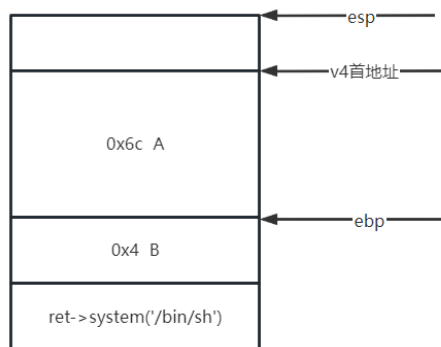 esp
v4首地址
0x6c A
ebp
0x4 B
ret->system('/bin/sh')